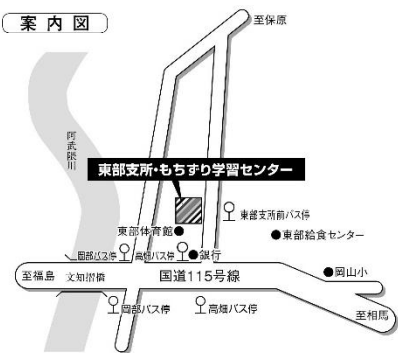 案内図
至保原
阿武隈川
東部支所・もちずり学習センター
東部支所前バス停
東部体育館
東部給食センター
岡部バス停
高畑バス停
銀行
岡山小
至福島
文知摺橋
国道115号線
至相馬
岡部バス停
高畑バス停